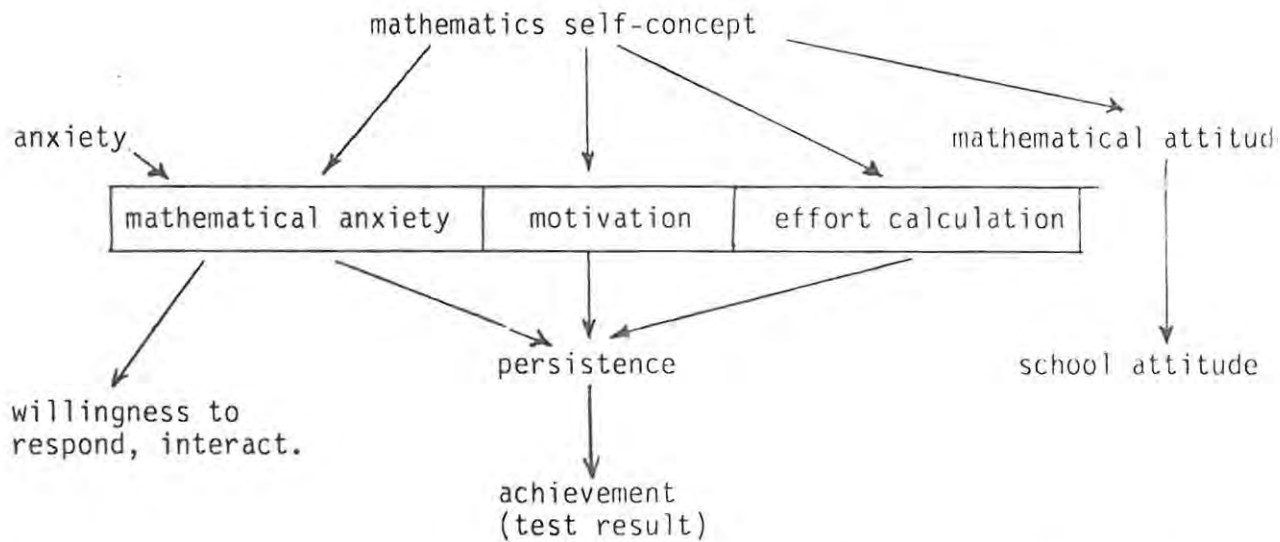 mathematics self-concept
anxiety
mathematical attitud
mathematical anxiety
motivation
effort calculation
persistence
school attitude
willingness to
respond, interact.
achievement
(test result)